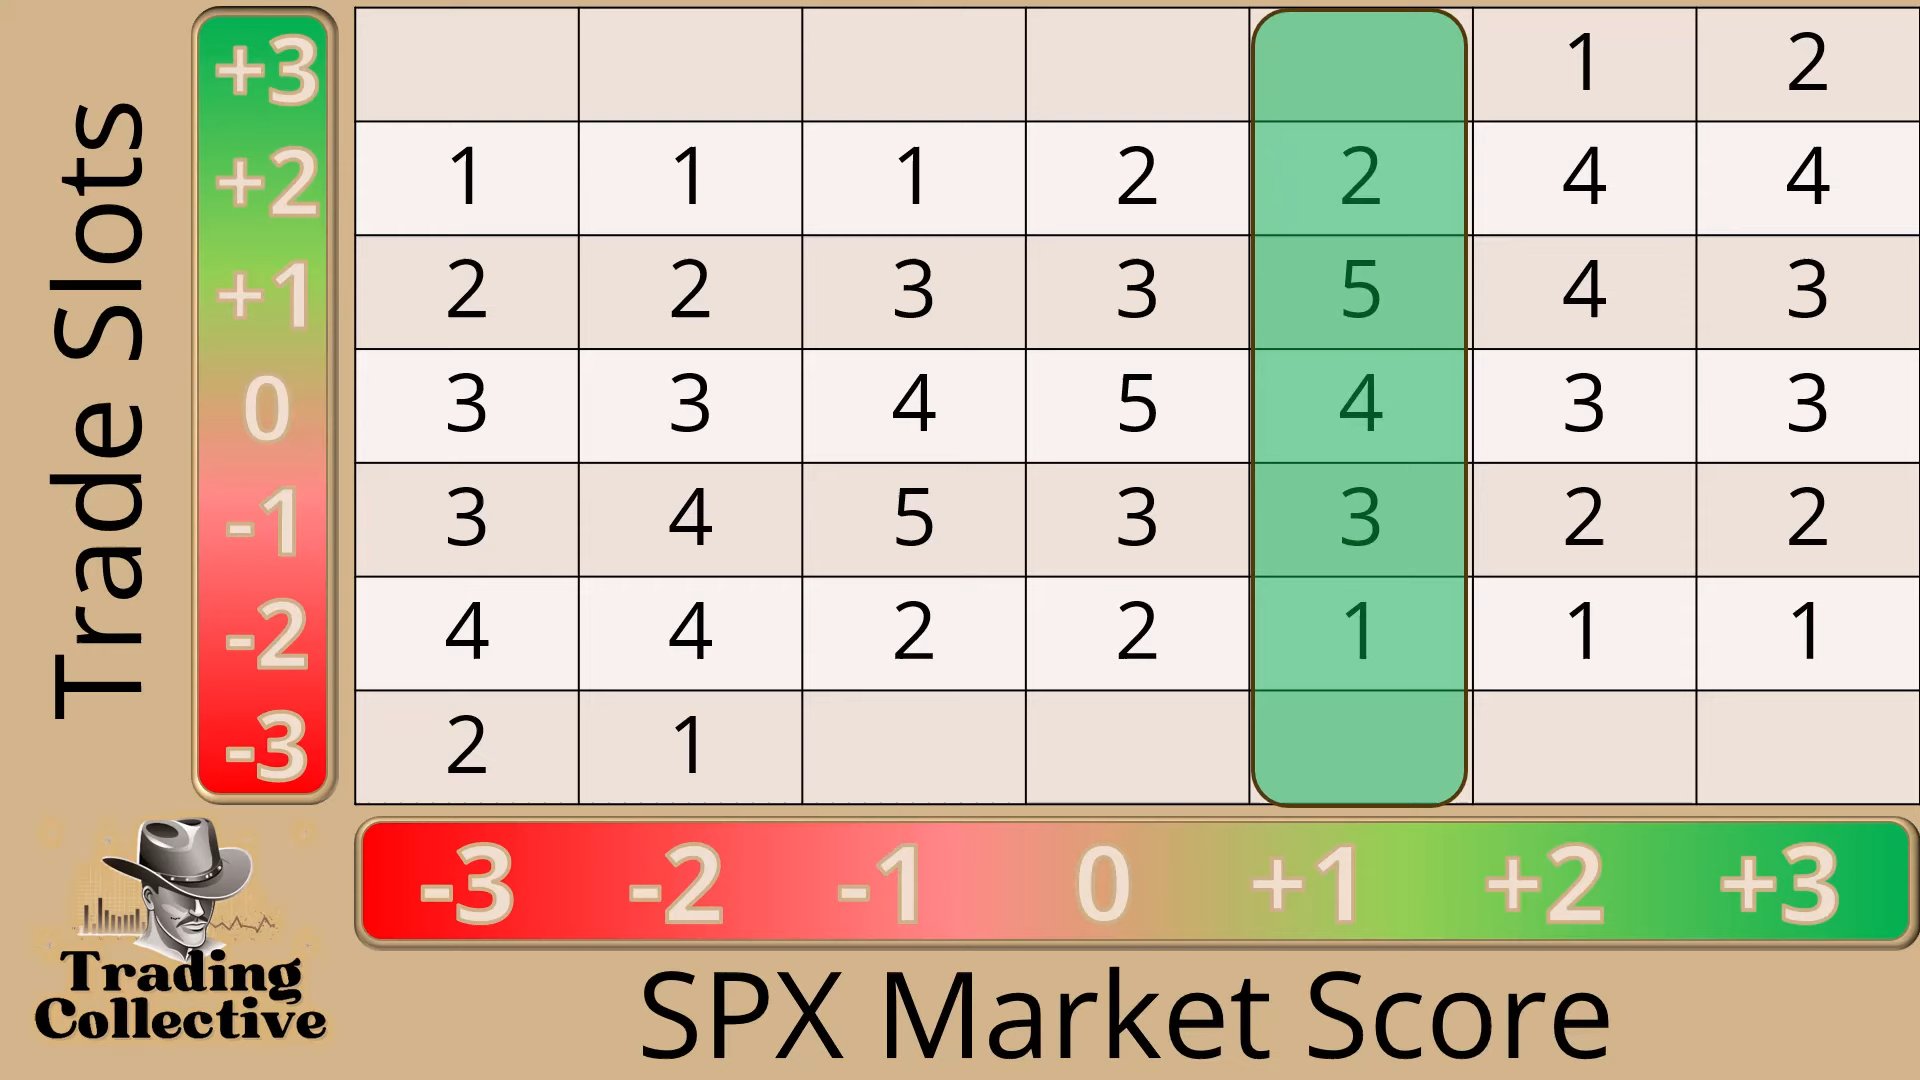 Trade Slots
+3 1 2
+2 1 1 1 2 2 4 4
+1 2 2 3 3 5 4 3
0 3 3 4 5 4 3 3
-1 3 4 5 3 3 2 2
-2 4 4 2 2 1 1 1
-3 2 1
-3 -2 -1 0 +1 +2 +3
SPX Market Score
Trading
Collective